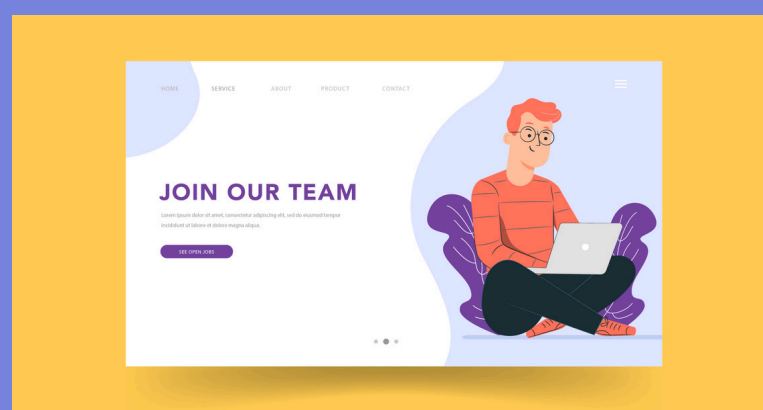 HOME SERVICE ABOUT PRODUCT CONTACT
JOIN OUR TEAM
Lorem ipsum dolor sit amet, consectetur adipiscing elit, sed do eiusmod tempor
incididunt ut labore et dolore magna aliqua.
SEE OPEN JOBS